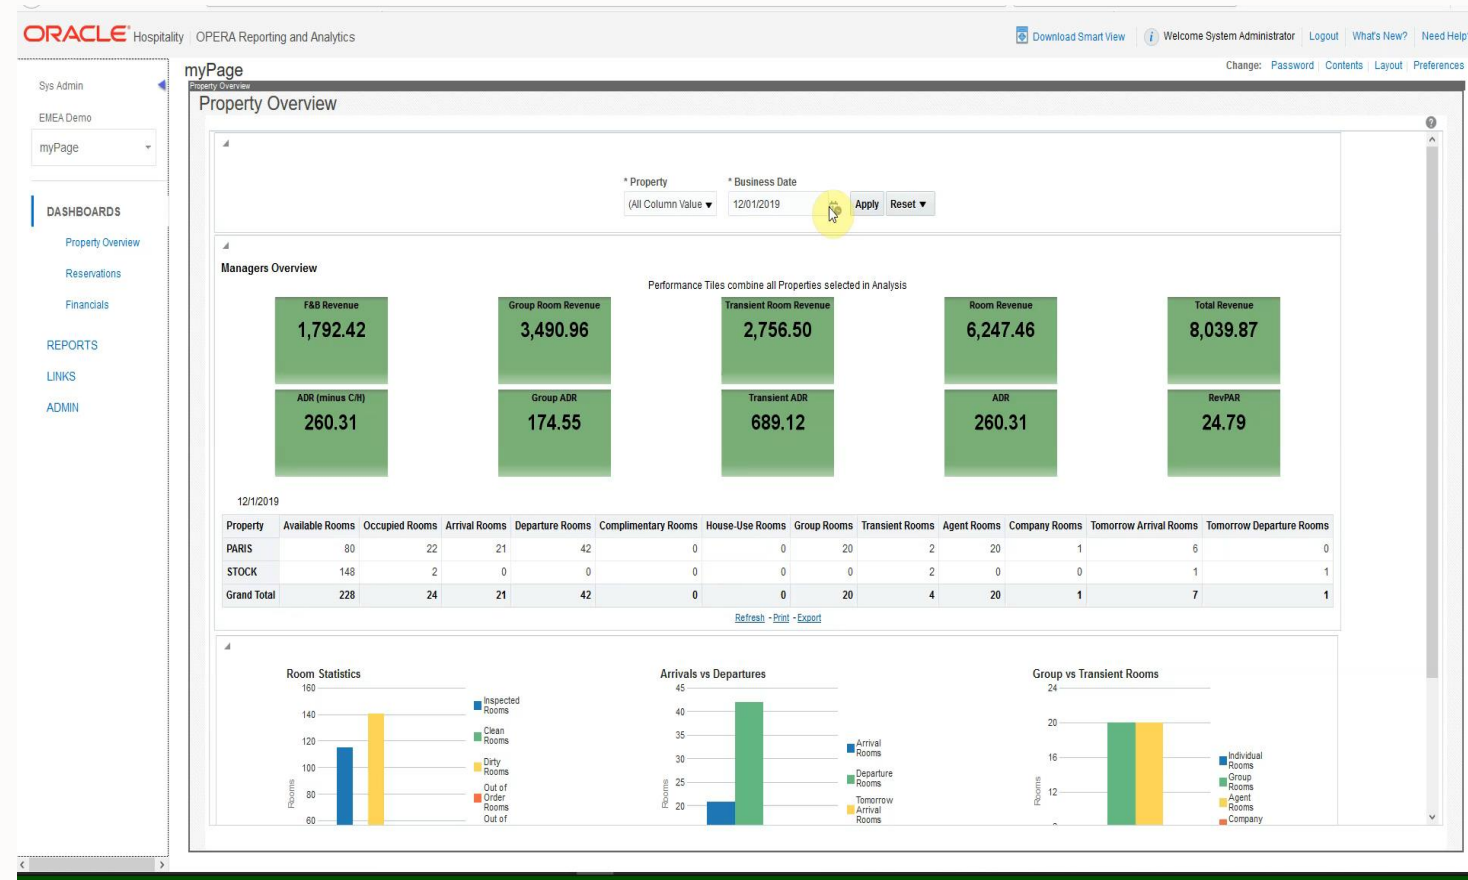 ORACLE® Hospitality OPERA Reporting and Analytics
Download Smart View i Welcome System Administrator Logout What's New? Need Help
myPage
Change: Password Contents Layout Preferences
Sys Admin
EMEA Demo
myPage
DASHBOARDS
Property Overview
Reservations
Financials
REPORTS
LINKS
ADMIN
Property Overview
Property Overview
?
* Property * Business Date
(All Column Value 12/01/2019 Apply Reset
Managers Overview
Performance Tiles combine all Properties selected in Analysis
F&B Revenue Group Room Revenue Transient Room Revenue Room Revenue Total Revenue
1,792.42 3,490.96 2,756.50 6,247.46 8,039.87
ADR (minus C/H) Group ADR Transient ADR ADR RevPAR
260.31 174.55 689.12 260.31 24.79
12/1/2019
Property Available Rooms Occupied Rooms Arrival Rooms Departure Rooms Complimentary Rooms House-Use Rooms Group Rooms Transient Rooms Agent Rooms Company Rooms Tomorrow Arrival Rooms Tomorrow Departure Rooms
PARIS 80 22 21 42 0 0 20 2 20 1 6 0
STOCK 148 2 0 0 0 0 0 2 0 0 1 1
Grand Total 228 24 21 42 0 0 20 4 20 1 7 1
Refresh - Print - Export
Room Statistics
160
140
120
100
80
60
Rooms
Inspected
Rooms
Clean
Rooms
Dirty
Rooms
Out of
Order
Rooms
Out of
Arrivals vs Departures
45
40
35
30
25
20
Rooms
Arrival
Rooms
Departure
Rooms
Tomorrow
Arrival
Rooms
Group vs Transient Rooms
24
20
16
12
Rooms
Individual
Rooms
Group
Rooms
Agent
Rooms
Company